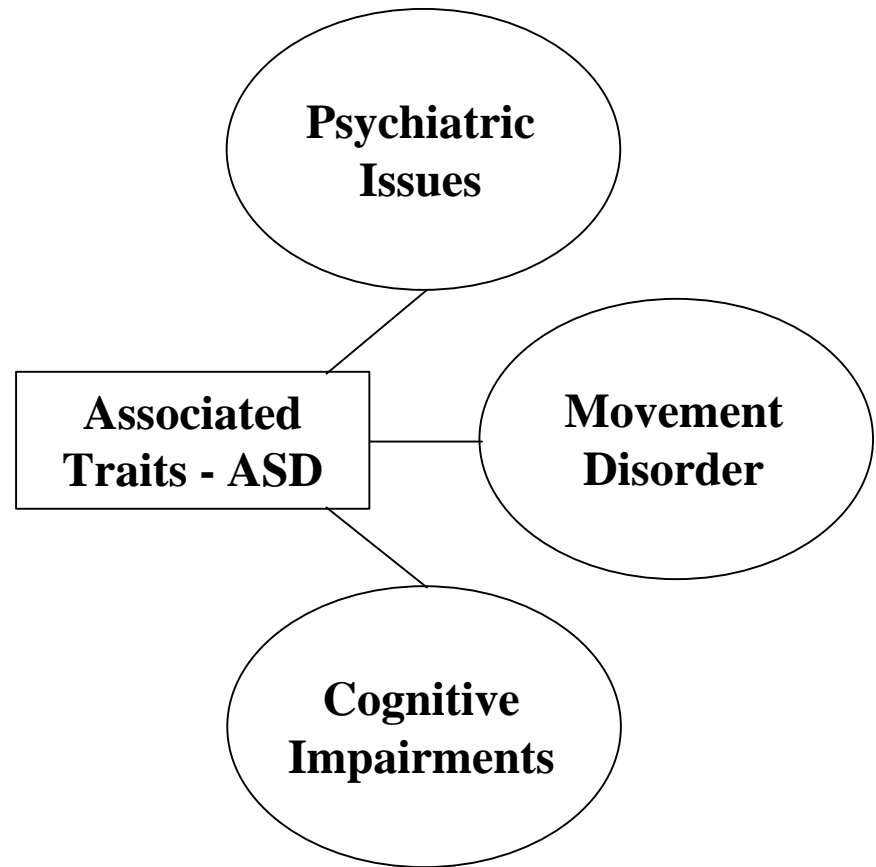 Psychiatric
Issues
Associated
Traits - ASD
Movement
Disorder
Cognitive
Impairments